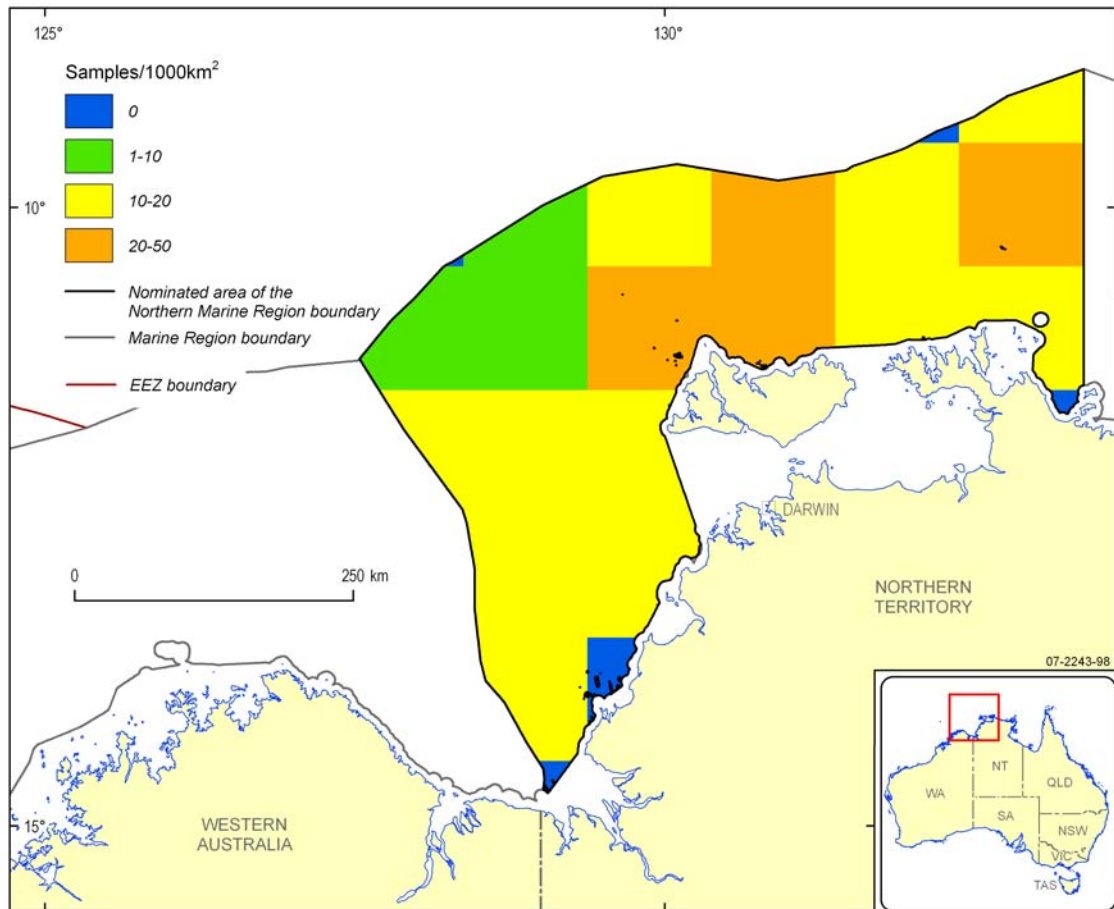 125°
130°
Samples/1000km²
0
1-10
10-20
20-50
Nominated area of the
Northern Marine Region boundary
Marine Region boundary
EEZ boundary
10°
DARWIN
0
250 km
NORTHERN
TERRITORY
07-2243-98
WESTERN
AUSTRALIA
15°
WA
NT
QLD
SA
NSW
VIC
TAS